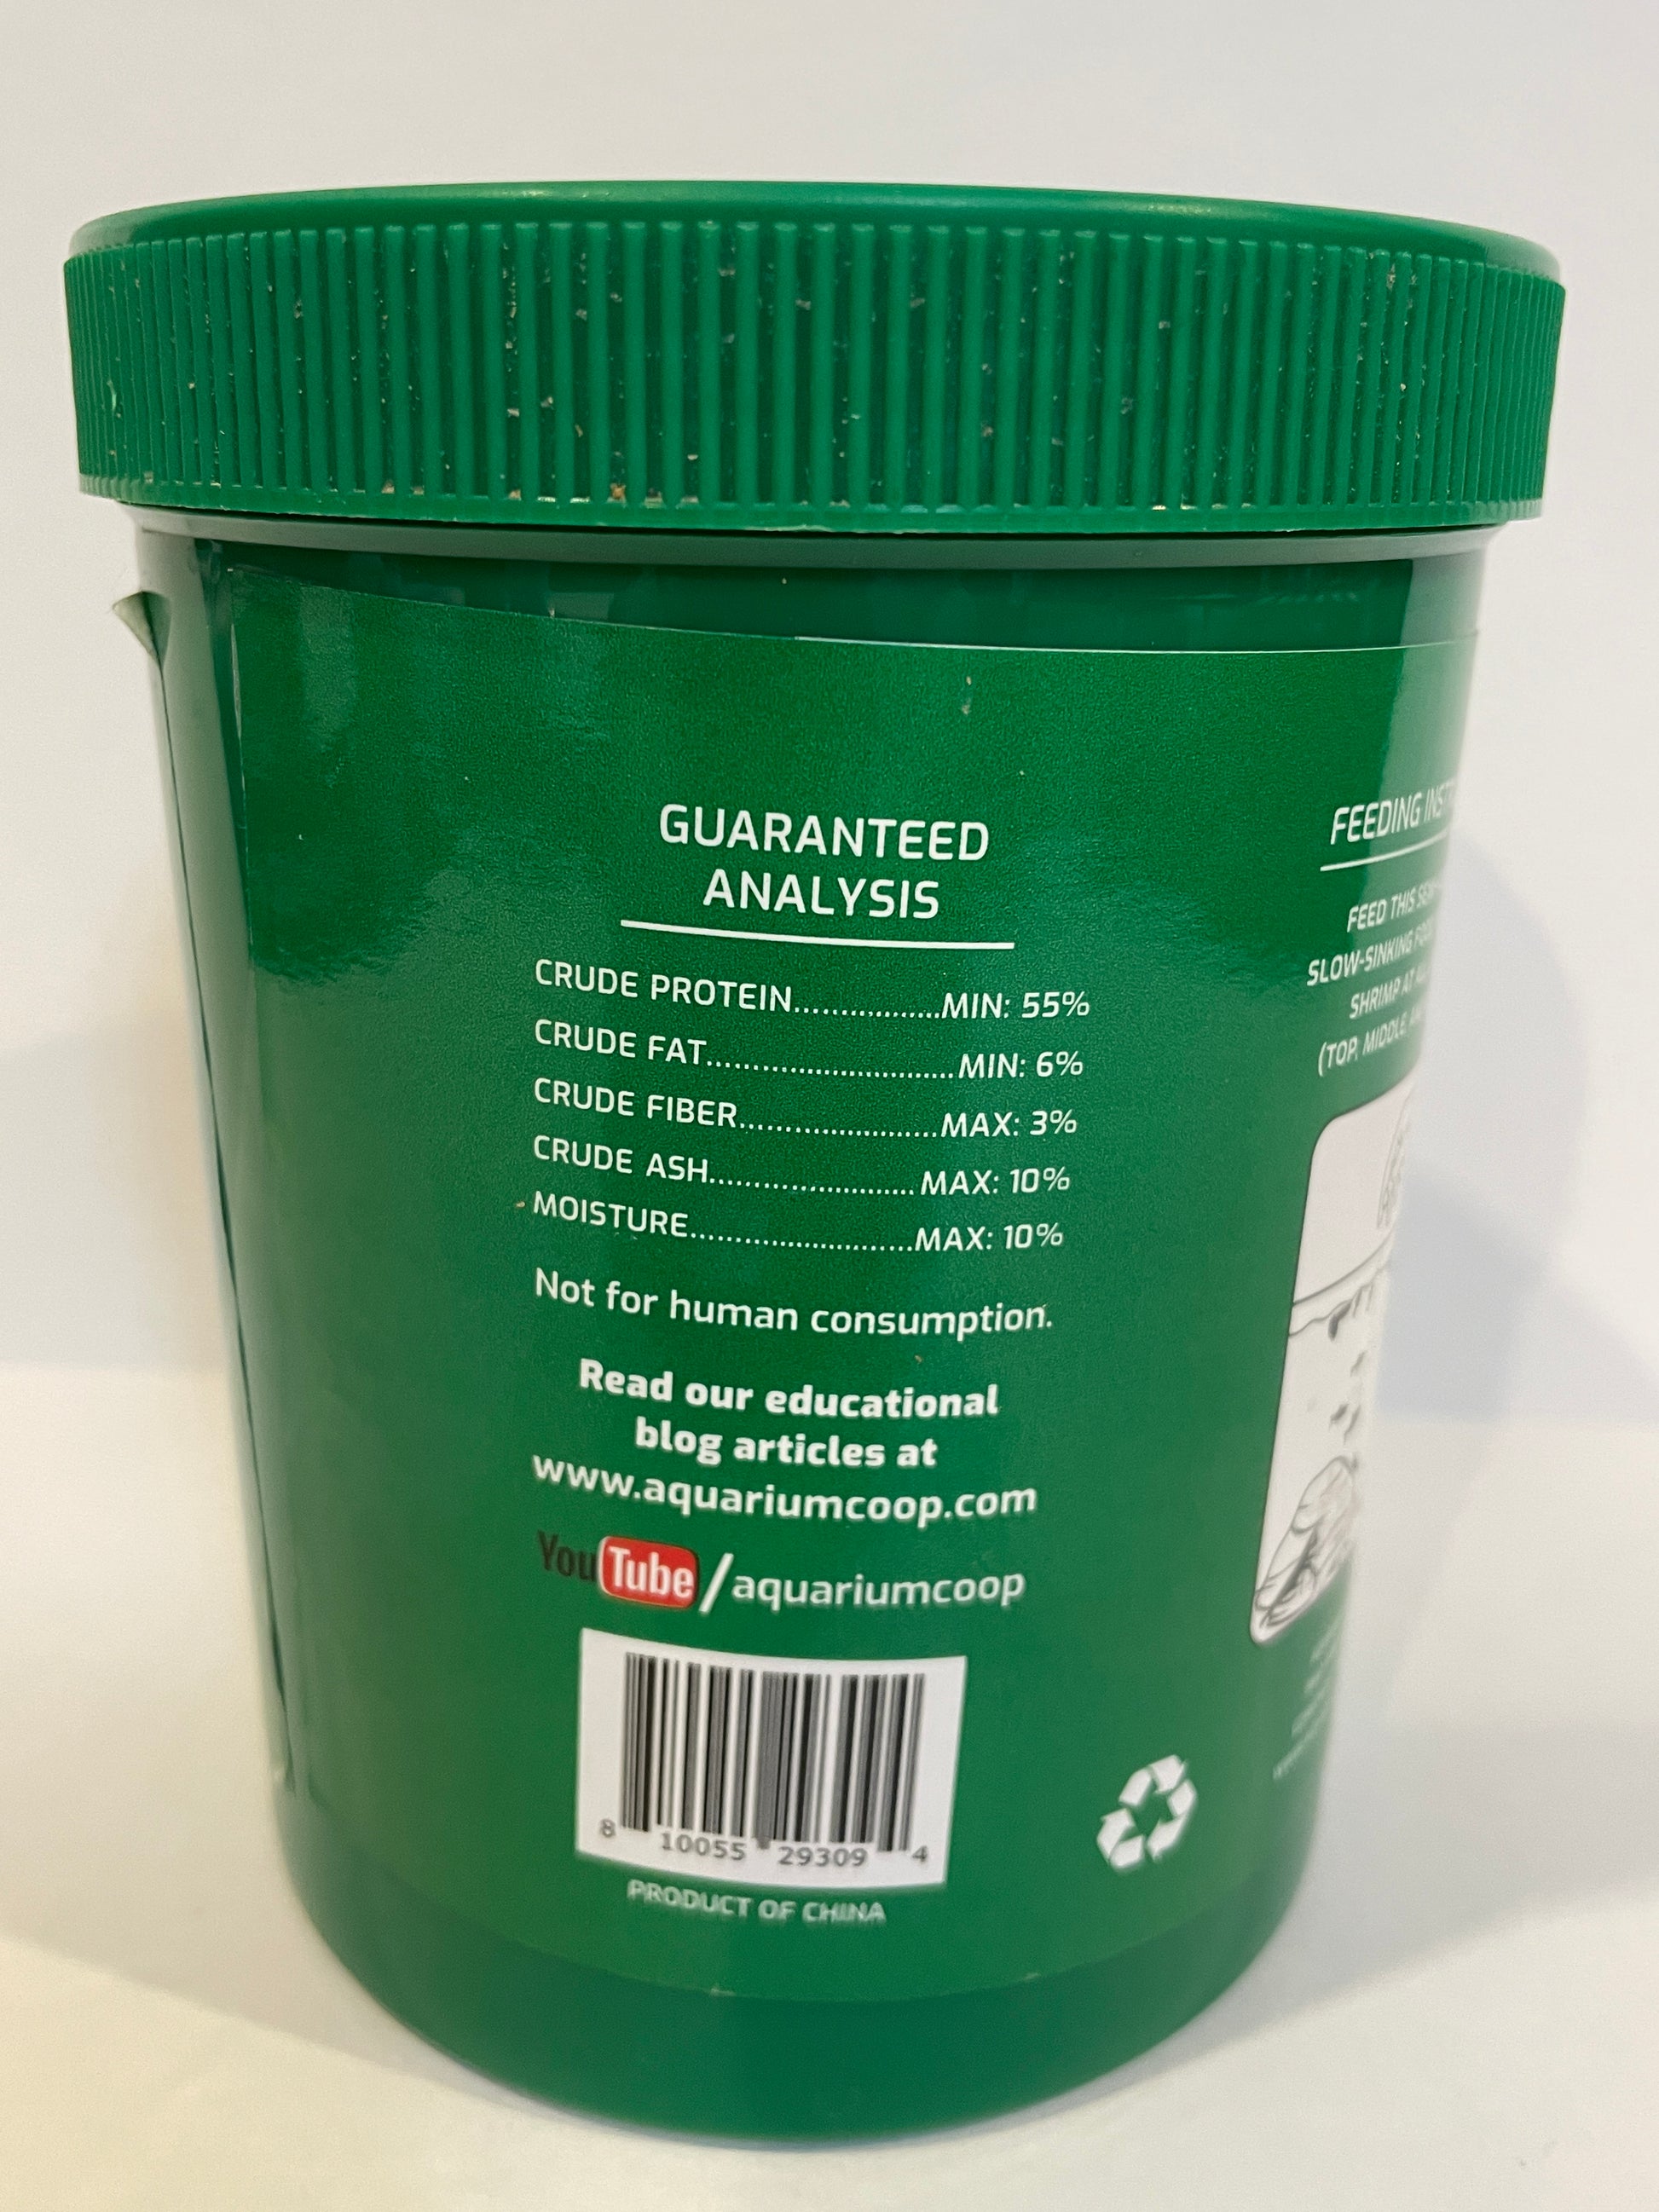 GUARANTEED
ANALYSIS
CRUDE PROTEIN.................MIN: 55%
CRUDE FAT............................MIN: 6%
CRUDE FIBER.......................MAX: 3%
CRUDE ASH........................MAX: 10%
MOISTURE..........................MAX: 10%
Not for human consumption.
Read our educational
blog articles at
www.aquariumcoop.com
YouTube/aquariumcoop
8 10055 29309 4
PRODUCT OF CHINA
FEEDING
FEED THIS
SLOW-SINKING
SHRIMP AT
(TOP, MIDDLE,